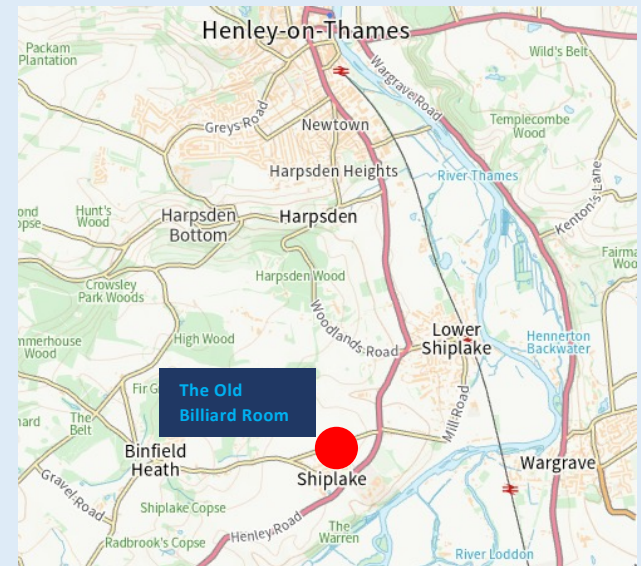 Henley-on-Thames
Packam
Plantation
Wild's Belt
Wargrave Road
Greys Road
Newtown
Templecombe
Wood
Harpsden Heights
River Thames
Kenton's Lane
Hunt's
Wood
Harpsden
Bottom
Harpsden
Crowsley
Park Woods
Harpsden Wood
Woodlands Road
High Wood
Lower
Shiplake
Hennerton
Backwater
mmerhouse
Wood
Fir G
The Old
Billiard Room
The
Belt
Mill Road
Binfield
Heath
Shiplake
Wargrave
Gravel Road
Shiplake Copse
Henley Road
The
Warren
Radbrook's Copse
River Loddon